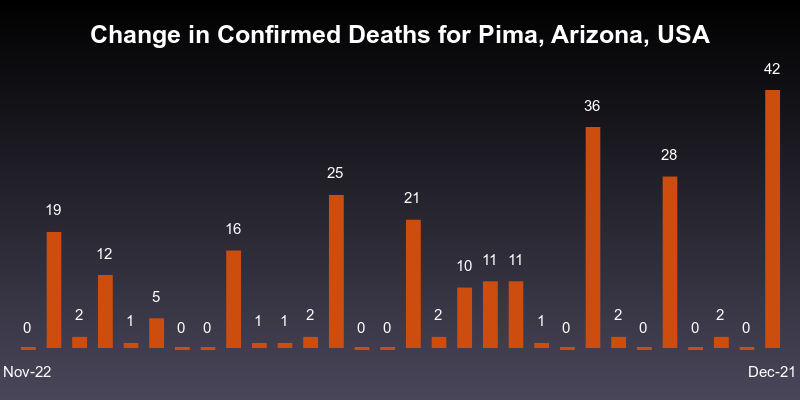 Change in Confirmed Deaths for Pima, Arizona, USA
0 19 2 12 1 5 0 0 16 1 1 2 25 0 0 21 2 10 11 11 1 0 36 2 0 28 0 2 0 42
Nov-22 Dec-21